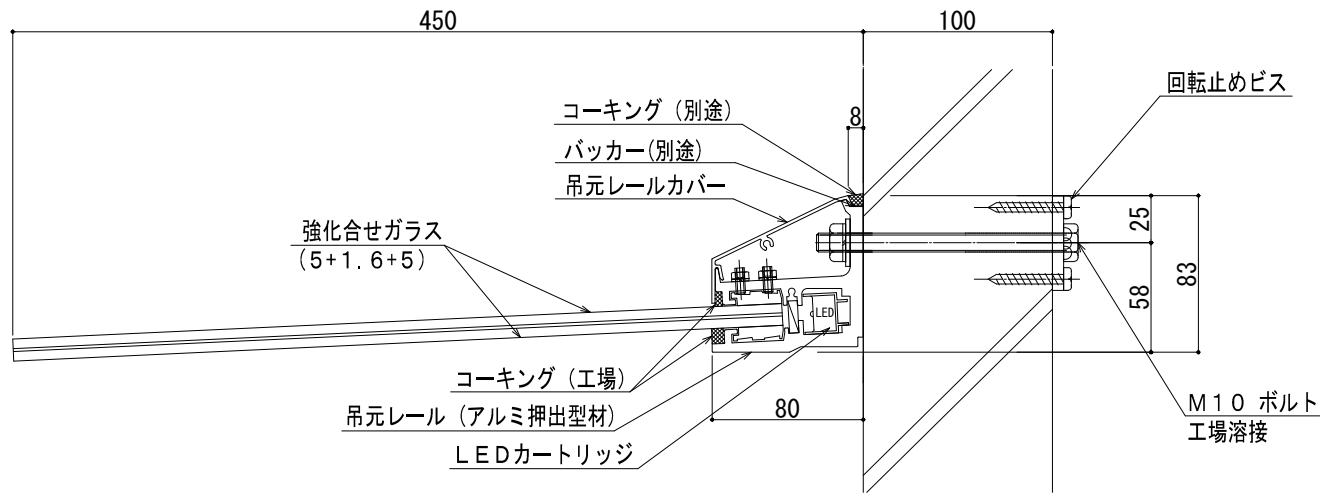 450
100
回転止めビス
コーキング（別途）
8
バッカー(別途)
吊元レールカバー
強化合せガラス
(5+1.6+5)
25
58
83
LED
コーキング（工場）
80
吊元レール（アルミ押出型材）
LEDカートリッジ
M10 ボルト
工場溶接